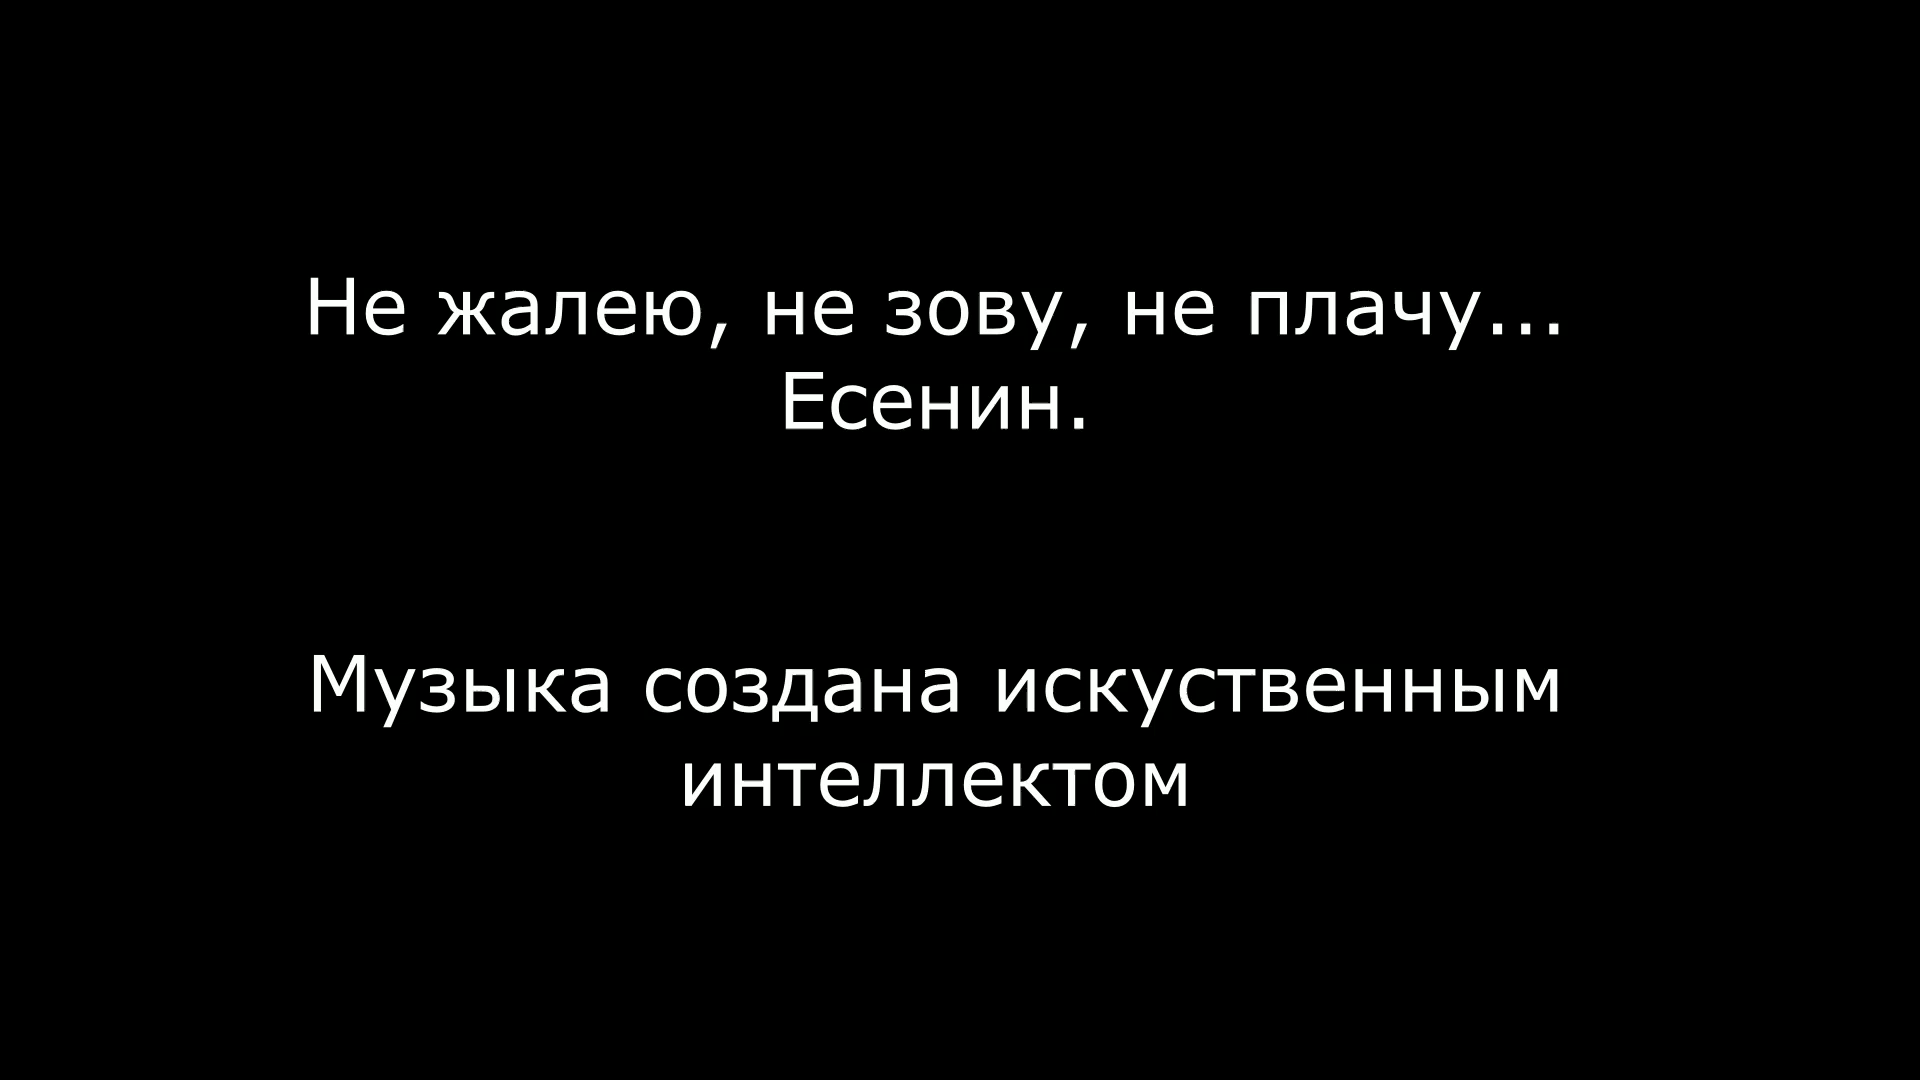 Не жалею, не зову, не плачу...
Есенин.
Музыка создана искуственным
интеллектом